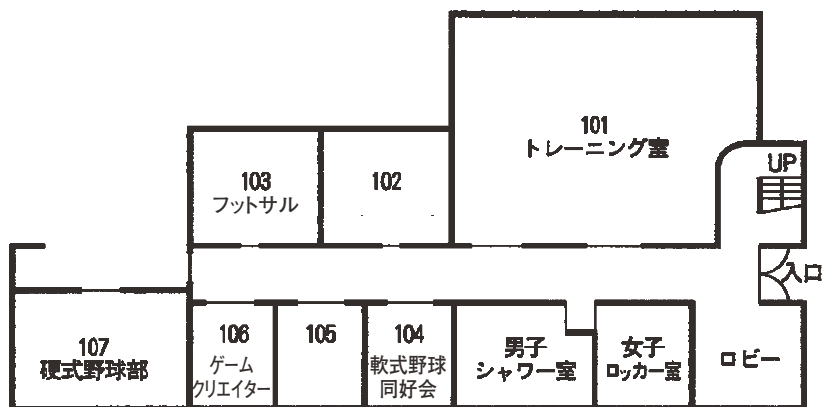 101
トレーニング室
UP
103
フットサル
102
入口
107
硬式野球部
106
ゲーム
クリエイター
105
104
軟式野球
同好会
男子
シャワー室
女子
ロッカー室
ロビー